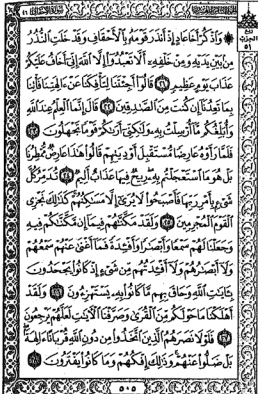 ربع الحزب ٥١
۞ وَاذْكُرْ أَخَا عَادٍ إِذْ أَنذَرَ قَوْمَهُ بِالْأَحْقَافِ وَقَدْ خَلَتِ النُّذُرُ
مِن بَيْنِ يَدَيْهِ وَمِنْ خَلْفِهِ أَلَّا تَعْبُدُوا إِلَّا اللَّهَ إِنِّي أَخَافُ عَلَيْكُمْ
عَذَابَ يَوْمٍ عَظِيمٍ ٢١ قَالُوا أَجِئْتَنَا لِتَأْفِكَنَا عَنْ آلِهَتِنَا فَأْتِنَا
بِمَا تَعِدُنَا إِن كُنتَ مِنَ الصَّادِقِينَ ٢٢ قَالَ إِنَّمَا الْعِلْمُ عِندَ اللَّهِ
وَأُبَلِّغُكُم مَّا أُرْسِلْتُ بِهِ وَلَٰكِنِّي أَرَاكُمْ قَوْمًا تَجْهَلُونَ ٢٣
فَلَمَّا رَأَوْهُ عَارِضًا مُّسْتَقْبِلَ أَوْدِيَتِهِمْ قَالُوا هَٰذَا عَارِضٌ مُّمْطِرُنَا
بَلْ هُوَ مَا اسْتَعْجَلْتُم بِهِ رِيحٌ فِيهَا عَذَابٌ أَلِيمٌ ٢٤ تُدَمِّرُ كُلَّ
شَيْءٍ بِأَمْرِ رَبِّهَا فَأَصْبَحُوا لَا يُرَىٰ إِلَّا مَسَاكِنُهُمْ كَذَٰلِكَ نَجْزِي
الْقَوْمَ الْمُجْرِمِينَ ٢٥ وَلَقَدْ مَكَّنَّاهُمْ فِيمَا إِن مَّكَّنَّاكُمْ فِيهِ
وَجَعَلْنَا لَهُمْ سَمْعًا وَأَبْصَارًا وَأَفْئِدَةً فَمَا أَغْنَىٰ عَنْهُمْ سَمْعُهُمْ
وَلَا أَبْصَارُهُمْ وَلَا أَفْئِدَتُهُم مِّن شَيْءٍ إِذْ كَانُوا يَجْحَدُونَ
بِآيَاتِ اللَّهِ وَحَاقَ بِهِم مَّا كَانُوا بِهِ يَسْتَهْزِئُونَ ٢٦ وَلَقَدْ
أَهْلَكْنَا مَا حَوْلَكُم مِّنَ الْقُرَىٰ وَصَرَّفْنَا الْآيَاتِ لَعَلَّهُمْ يَرْجِعُونَ
٢٧ فَلَوْلَا نَصَرَهُمُ الَّذِينَ اتَّخَذُوا مِن دُونِ اللَّهِ قُرْبَانًا آلِهَةً
بَلْ ضَلُّوا عَنْهُمْ وَذَٰلِكَ إِفْكُهُمْ وَمَا كَانُوا يَفْتَرُونَ ٢٨
٥٠٥